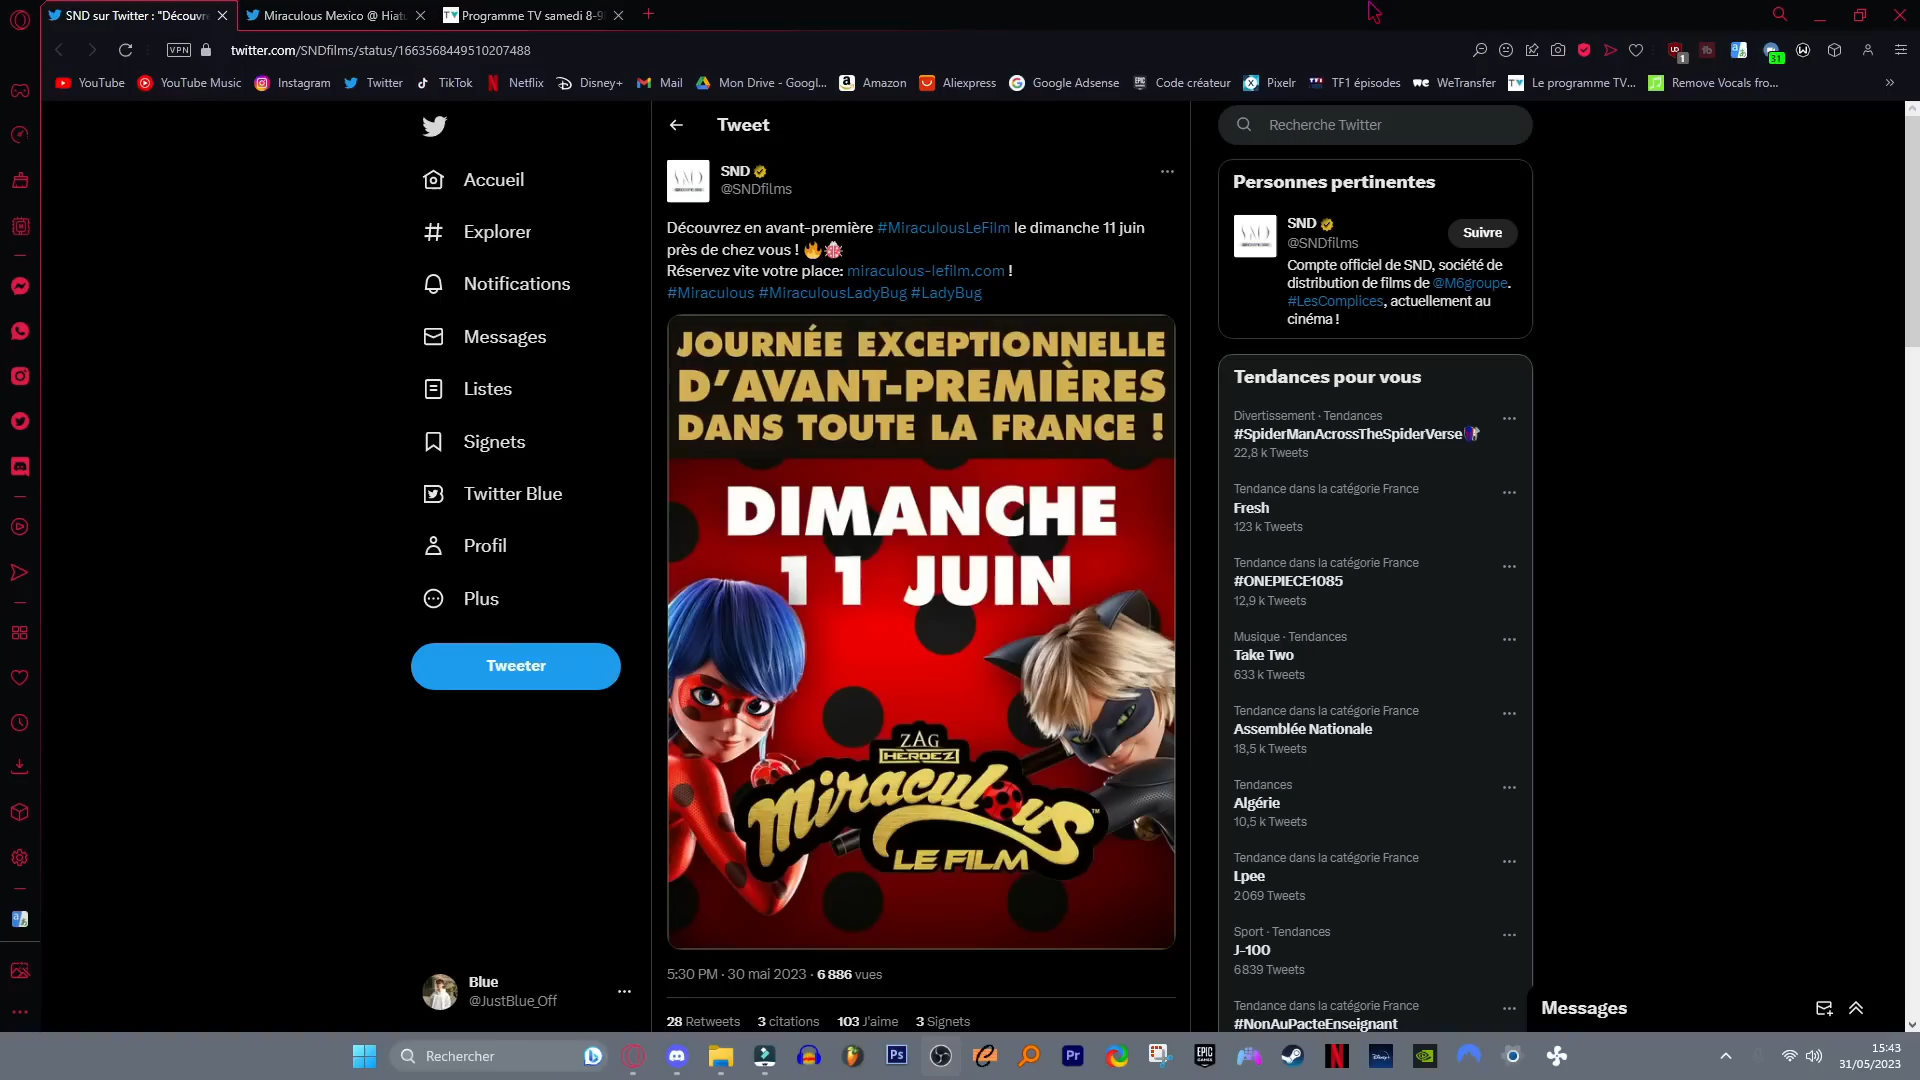 SND sur Twitter : "Découvre
Miraculous Mexico @ Hiatu
Programme TV samedi 8-9
VPN
twitter.com/SNDfilms/status/1663568449510207488
1
31
YouTube
YouTube Music
Instagram
Twitter
TikTok
Netflix
Disney+
Mail
Mon Drive - Googl...
Amazon
Aliexpress
Google Adsense
Code créateur
Pixelr
TF1 épisodes
WeTransfer
Le programme TV...
Remove Vocals fro...
Accueil
Explorer
Notifications
Messages
Listes
Signets
Twitter Blue
Profil
Plus
Tweeter
Blue
@JustBlue_Off
Tweet
SND
@SNDfilms
Découvrez en avant-première #MiraculousLeFilm le dimanche 11 juin
près de chez vous ! 🔥🐞
Réservez vite votre place: miraculous-lefilm.com !
#Miraculous #MiraculousLadyBug #LadyBug
JOURNÉE EXCEPTIONNELLE
D'AVANT-PREMIÈRES
DANS TOUTE LA FRANCE !
DIMANCHE
11 JUIN
ZAG
HEROEZ
Miraculous
LE FILM
5:30 PM · 30 mai 2023 · 6 886 vues
28 Retweets 3 citations 103 J'aime 3 Signets
Recherche Twitter
Personnes pertinentes
SND
@SNDfilms
Suivre
Compte officiel de SND, société de
distribution de films de @M6groupe.
#LesComplices, actuellement au
cinéma !
Tendances pour vous
Divertissement · Tendances
#SpiderManAcrossTheSpiderVerse
22,8 k Tweets
Tendance dans la catégorie France
Fresh
123 k Tweets
Tendance dans la catégorie France
#ONEPIECE1085
12,9 k Tweets
Musique · Tendances
Take Two
633 k Tweets
Tendance dans la catégorie France
Assemblée Nationale
18,5 k Tweets
Tendances
Algérie
10,5 k Tweets
Tendance dans la catégorie France
Lpee
2 069 Tweets
Sport · Tendances
J-100
6 839 Tweets
Tendance dans la catégorie France
#NonAuPacteEnseignant
Messages
Rechercher
15:43
31/05/2023